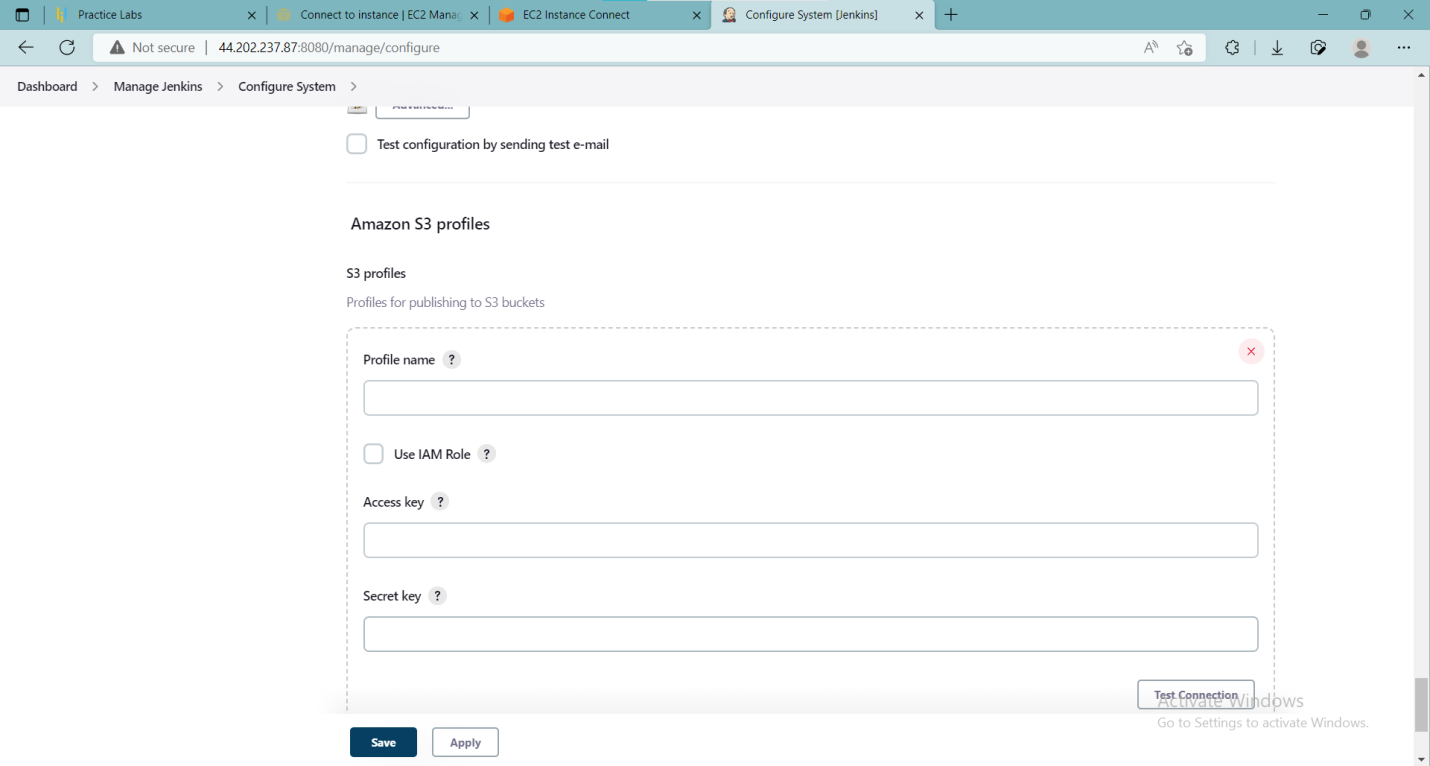 Practice Labs
Connect to instance | EC2 Manag
EC2 Instance Connect
Configure System [Jenkins]
Not secure | 44.202.237.87:8080/manage/configure
Dashboard > Manage Jenkins > Configure System >
Advanced...
Test configuration by sending test e-mail
Amazon S3 profiles
S3 profiles
Profiles for publishing to S3 buckets
Profile name ?
Use IAM Role ?
Access key ?
Secret key ?
Test Connection
Activate Windows
Go to Settings to activate Windows.
Save
Apply